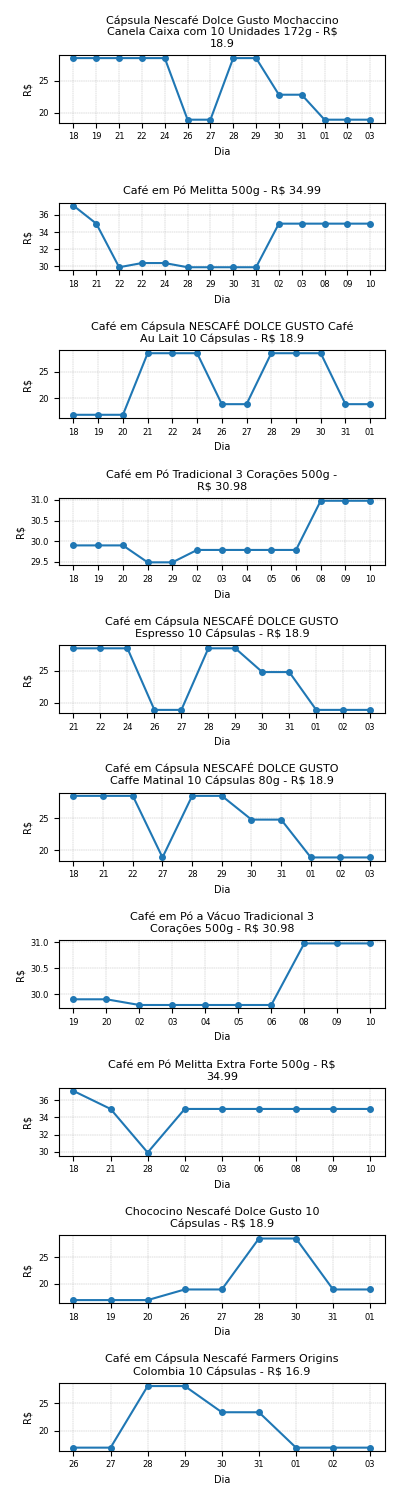 Cápsula Nescafé Dolce Gusto Mochaccino
Canela Caixa com 10 Unidades 172g - R$
18.9
R$
25
20
18 19 21 22 24 26 27 28 29 30 31 01 02 03
Dia
Café em Pó Melitta 500g - R$ 34.99
R$
36
34
32
30
18 21 22 22 24 28 29 30 31 02 03 08 09 10
Dia
Café em Cápsula NESCAFÉ DOLCE GUSTO Café
Au Lait 10 Cápsulas - R$ 18.9
R$
25
20
18 19 20 21 22 24 26 27 28 29 30 31 01
Dia
Café em Pó Tradicional 3 Corações 500g -
R$ 30.98
R$
31.0
30.5
30.0
29.5
18 19 20 28 29 02 03 04 05 06 08 09 10
Dia
Café em Cápsula NESCAFÉ DOLCE GUSTO
Espresso 10 Cápsulas - R$ 18.9
R$
25
20
21 22 24 26 27 28 29 30 31 01 02 03
Dia
Café em Cápsula NESCAFÉ DOLCE GUSTO
Caffe Matinal 10 Cápsulas 80g - R$ 18.9
R$
25
20
18 21 22 27 28 29 30 31 01 02 03
Dia
Café em Pó a Vácuo Tradicional 3
Corações 500g - R$ 30.98
R$
31.0
30.5
30.0
19 20 02 03 04 05 06 08 09 10
Dia
Café em Pó Melitta Extra Forte 500g - R$
34.99
R$
36
34
32
30
18 21 28 02 03 06 08 09 10
Dia
Chococino Nescafé Dolce Gusto 10
Cápsulas - R$ 18.9
R$
25
20
18 19 20 26 27 28 30 31 01
Dia
Café em Cápsula Nescafé Farmers Origins
Colombia 10 Cápsulas - R$ 16.9
R$
25
20
26 27 28 29 30 31 01 02 03
Dia